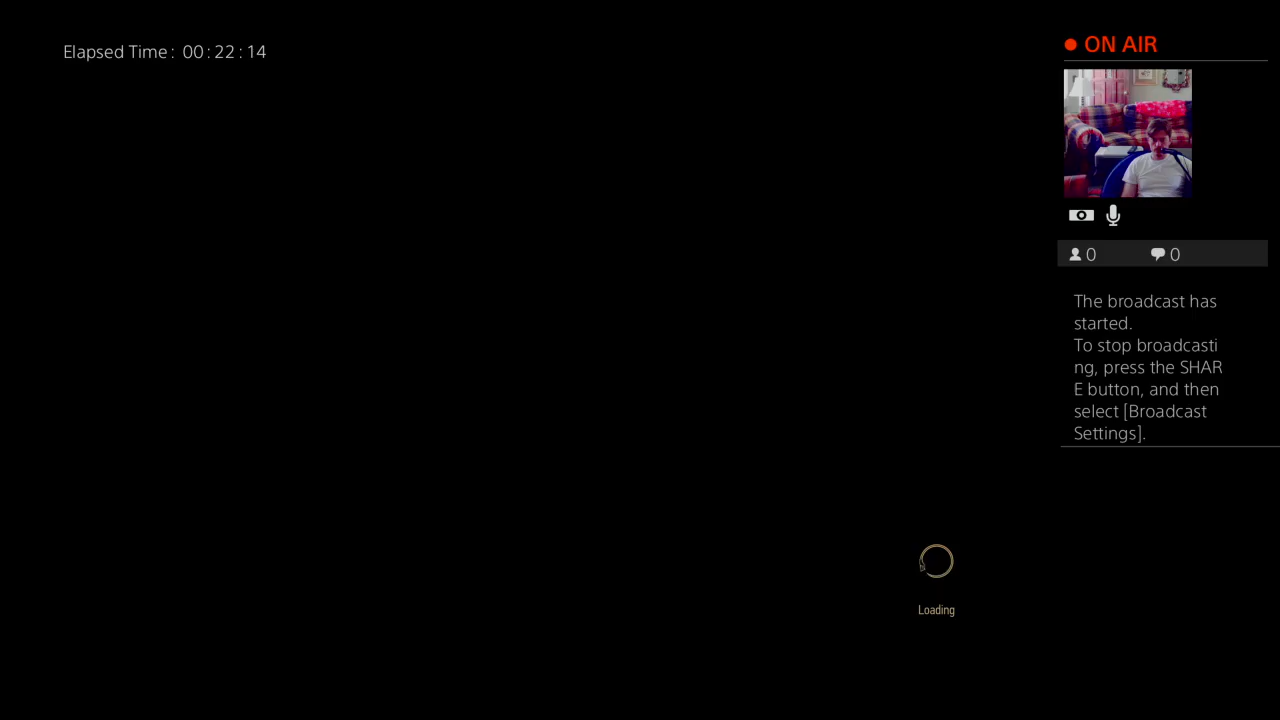 Elapsed Time: 00:22:14
ON AIR
0 0
The broadcast has
started.
To stop broadcasti
ng, press the SHAR
E button, and then
select [Broadcast
Settings].
Loading